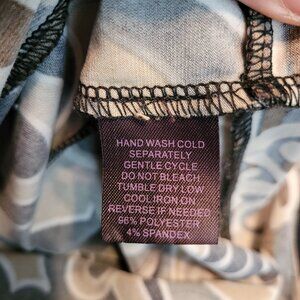 HAND WASH COLD
SEPARATELY
GENTLE CYCLE
DO NOT BLEACH
TUMBLE DRY LOW
COOL IRON ON
REVERSE IF NEEDED
66% POLYESTER
4% SPANDEX